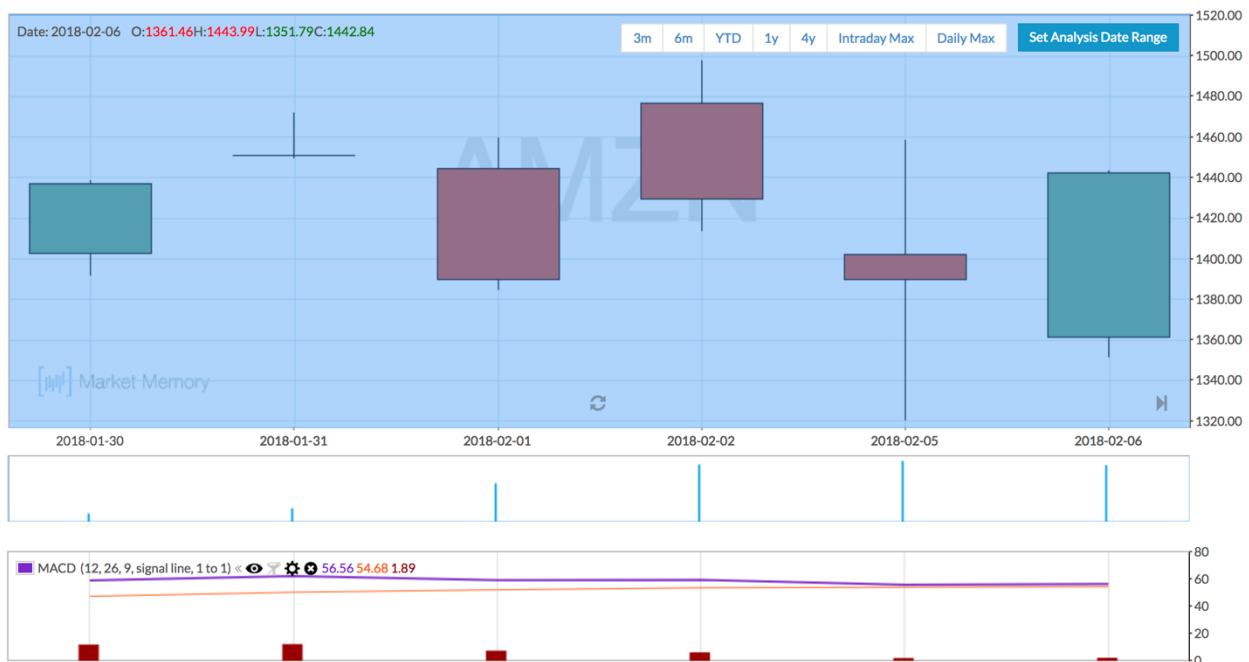 Date: 2018-02-06 O:1361.46H:1443.99L:1351.79C:1442.84
3m 6m YTD 1y 4y Intraday Max Daily Max Set Analysis Date Range
1520.00
1500.00
1480.00
1460.00
1440.00
1420.00
1400.00
1380.00
1360.00
1340.00
1320.00
AMZN
Market Memory
2018-01-30 2018-01-31 2018-02-01 2018-02-02 2018-02-05 2018-02-06
MACD (12, 26, 9, signal line, 1 to 1) « 56.56 54.68 1.89
80
60
40
20
0